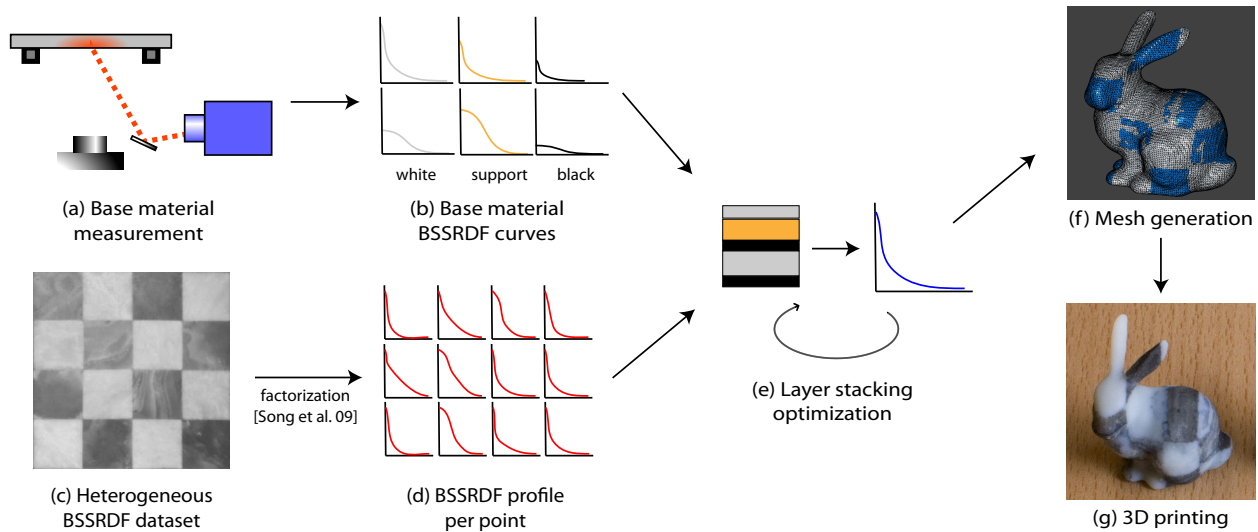 white
support
black
(a) Base material
measurement
(b) Base material
BSSRDF curves
factorization
[Song et al. 09]
(c) Heterogeneous
BSSRDF dataset
(d) BSSRDF profile
per point
(e) Layer stacking
optimization
(f) Mesh generation
(g) 3D printing